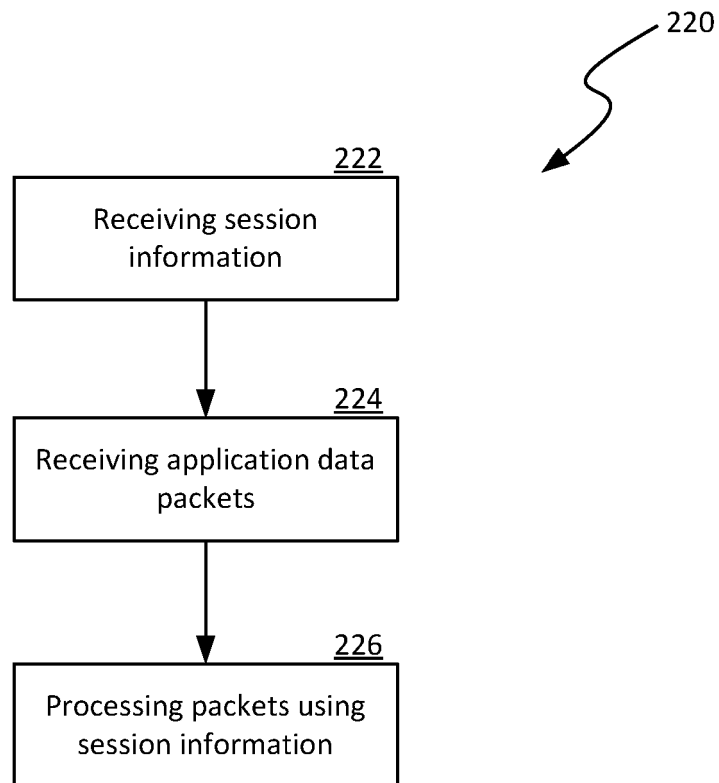 220
222
Receiving session
information
224
Receiving application data
packets
226
Processing packets using
session information